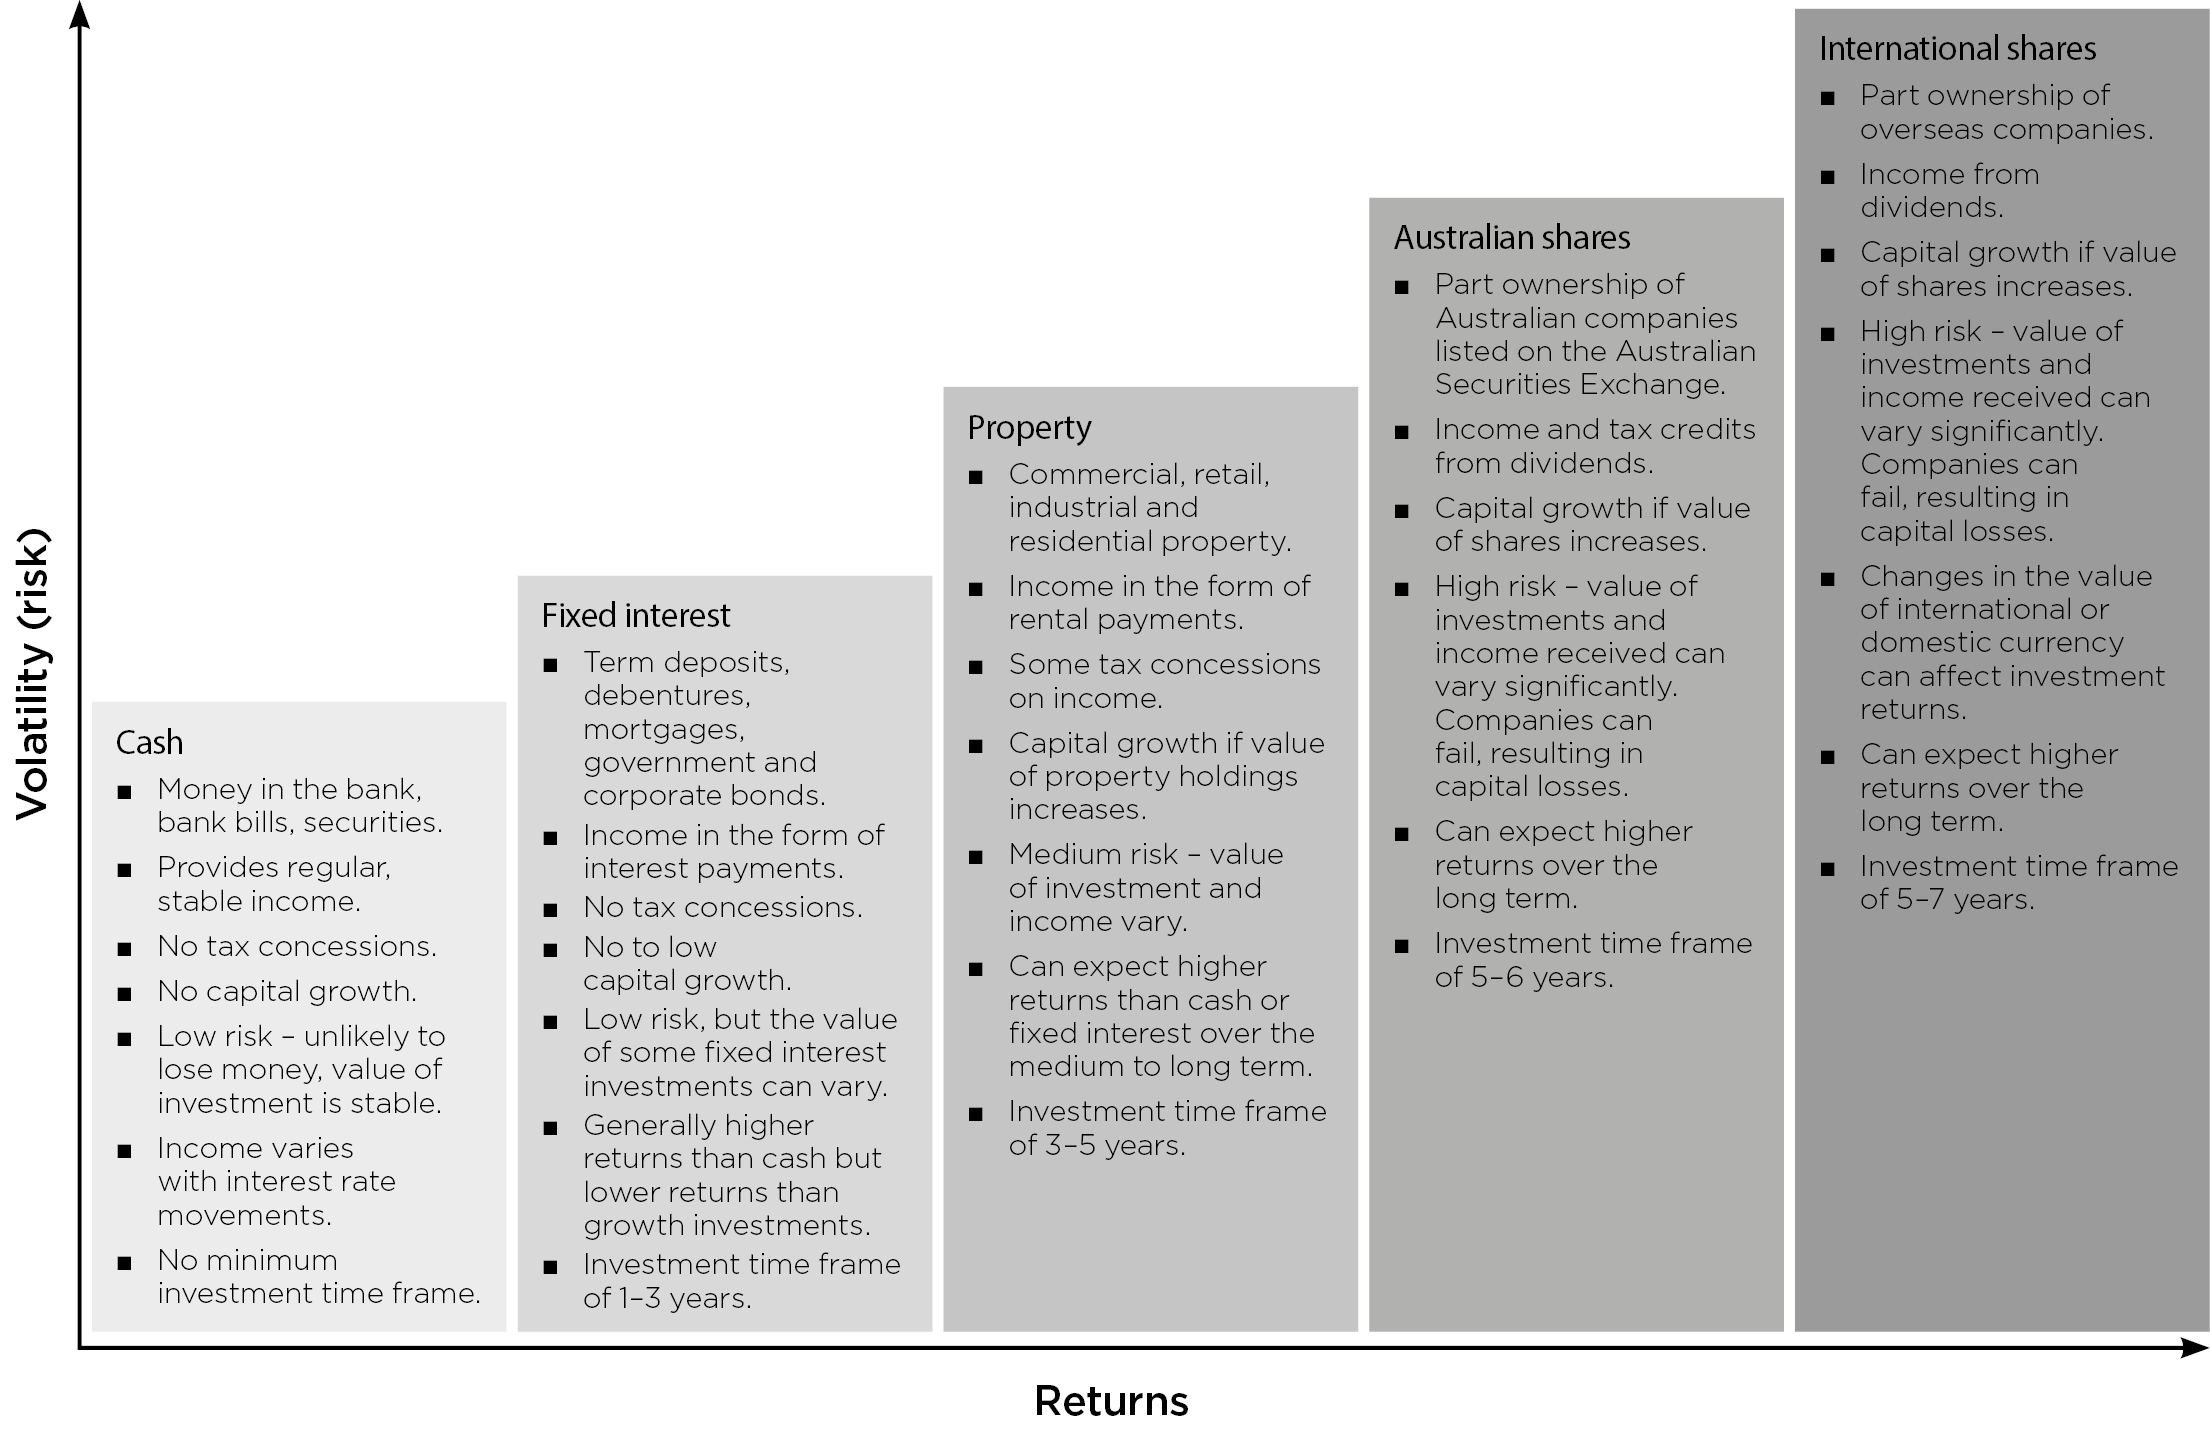 Volatility (risk)
Cash
■ Money in the bank,
bank bills, securities.
■ Provides regular,
stable income.
■ No tax concessions.
■ No capital growth.
■ Low risk – unlikely to
lose money, value of
investment is stable.
■ Income varies
with interest rate
movements.
■ No minimum
investment time frame.
Fixed interest
■ Term deposits,
debentures,
mortgages,
government and
corporate bonds.
■ Income in the form of
interest payments.
■ No tax concessions.
■ No to low
capital growth.
■ Low risk, but the value
of some fixed interest
investments can vary.
■ Generally higher
returns than cash but
lower returns than
growth investments.
■ Investment time frame
of 1–3 years.
Property
■ Commercial, retail,
industrial and
residential property.
■ Income in the form of
rental payments.
■ Some tax concessions
on income.
■ Capital growth if value
of property holdings
increases.
■ Medium risk – value
of investment and
income vary.
■ Can expect higher
returns than cash or
fixed interest over the
medium to long term.
■ Investment time frame
of 3–5 years.
Australian shares
■ Part ownership of
Australian companies
listed on the Australian
Securities Exchange.
■ Income and tax credits
from dividends.
■ Capital growth if value
of shares increases.
■ High risk – value of
investments and
income received can
vary significantly.
Companies can
fail, resulting in
capital losses.
■ Can expect higher
returns over the
long term.
■ Investment time frame
of 5–6 years.
International shares
■ Part ownership of
overseas companies.
■ Income from
dividends.
■ Capital growth if value
of shares increases.
■ High risk – value of
investments and
income received can
vary significantly.
Companies can
fail, resulting in
capital losses.
■ Changes in the value
of international or
domestic currency
can affect investment
returns.
■ Can expect higher
returns over the
long term.
■ Investment time frame
of 5–7 years.
Returns